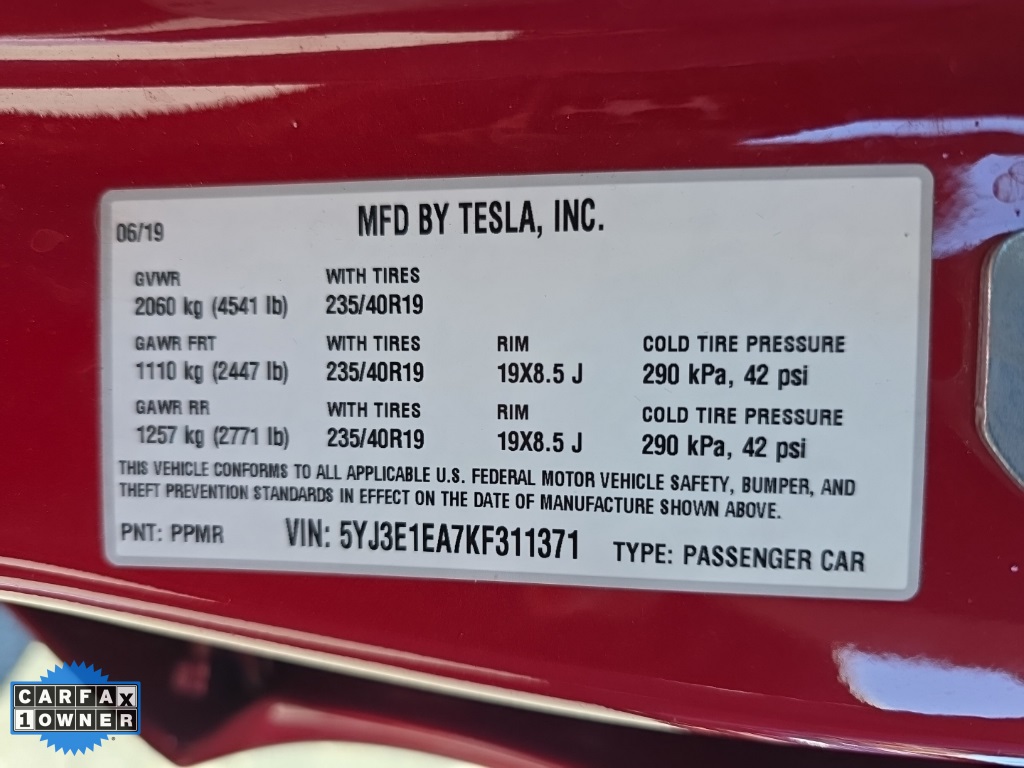 06/19 MFD BY TESLA, INC.
GVWR WITH TIRES
2060 kg (4541 lb) 235/40R19
GAWR FRT WITH TIRES RIM COLD TIRE PRESSURE
1110 kg (2447 lb) 235/40R19 19X8.5 J 290 kPa, 42 psi
GAWR RR WITH TIRES RIM COLD TIRE PRESSURE
1257 kg (2771 lb) 235/40R19 19X8.5 J 290 kPa, 42 psi
THIS VEHICLE CONFORMS TO ALL APPLICABLE U.S. FEDERAL MOTOR VEHICLE SAFETY, BUMPER, AND
THEFT PREVENTION STANDARDS IN EFFECT ON THE DATE OF MANUFACTURE SHOWN ABOVE.
PNT: PPMR VIN: 5YJ3E1EA7KF311371 TYPE: PASSENGER CAR
CARFAX
1 OWNER